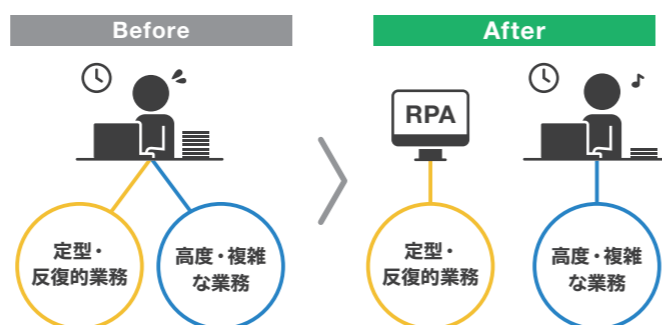 Before
After
RPA
定型・
反復的業務
高度・複雑
な業務
定型・
反復的業務
高度・複雑
な業務